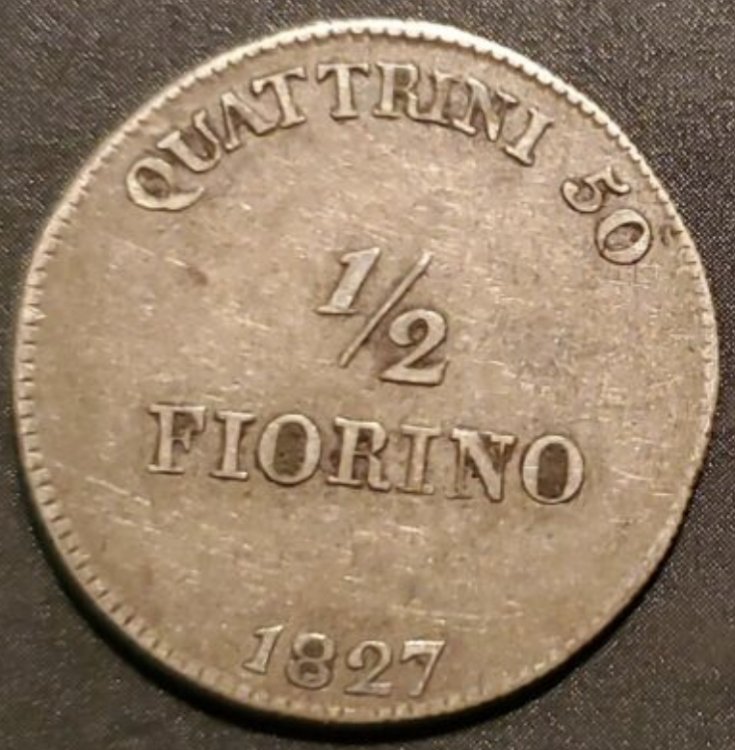 QUATTRINI 50
1/2
FIORINO
1827